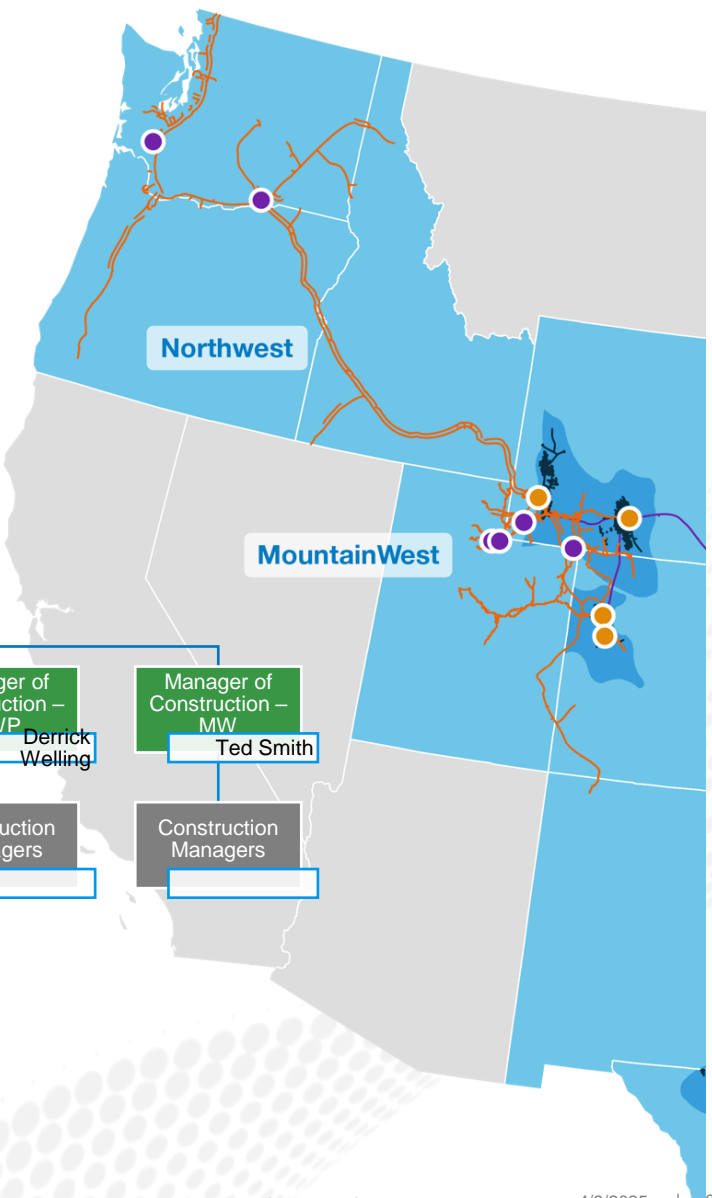 Northwest
MountainWest
Manager of
Construction –
MW
Derrick
Welling
Ted Smith
Construction
Managers